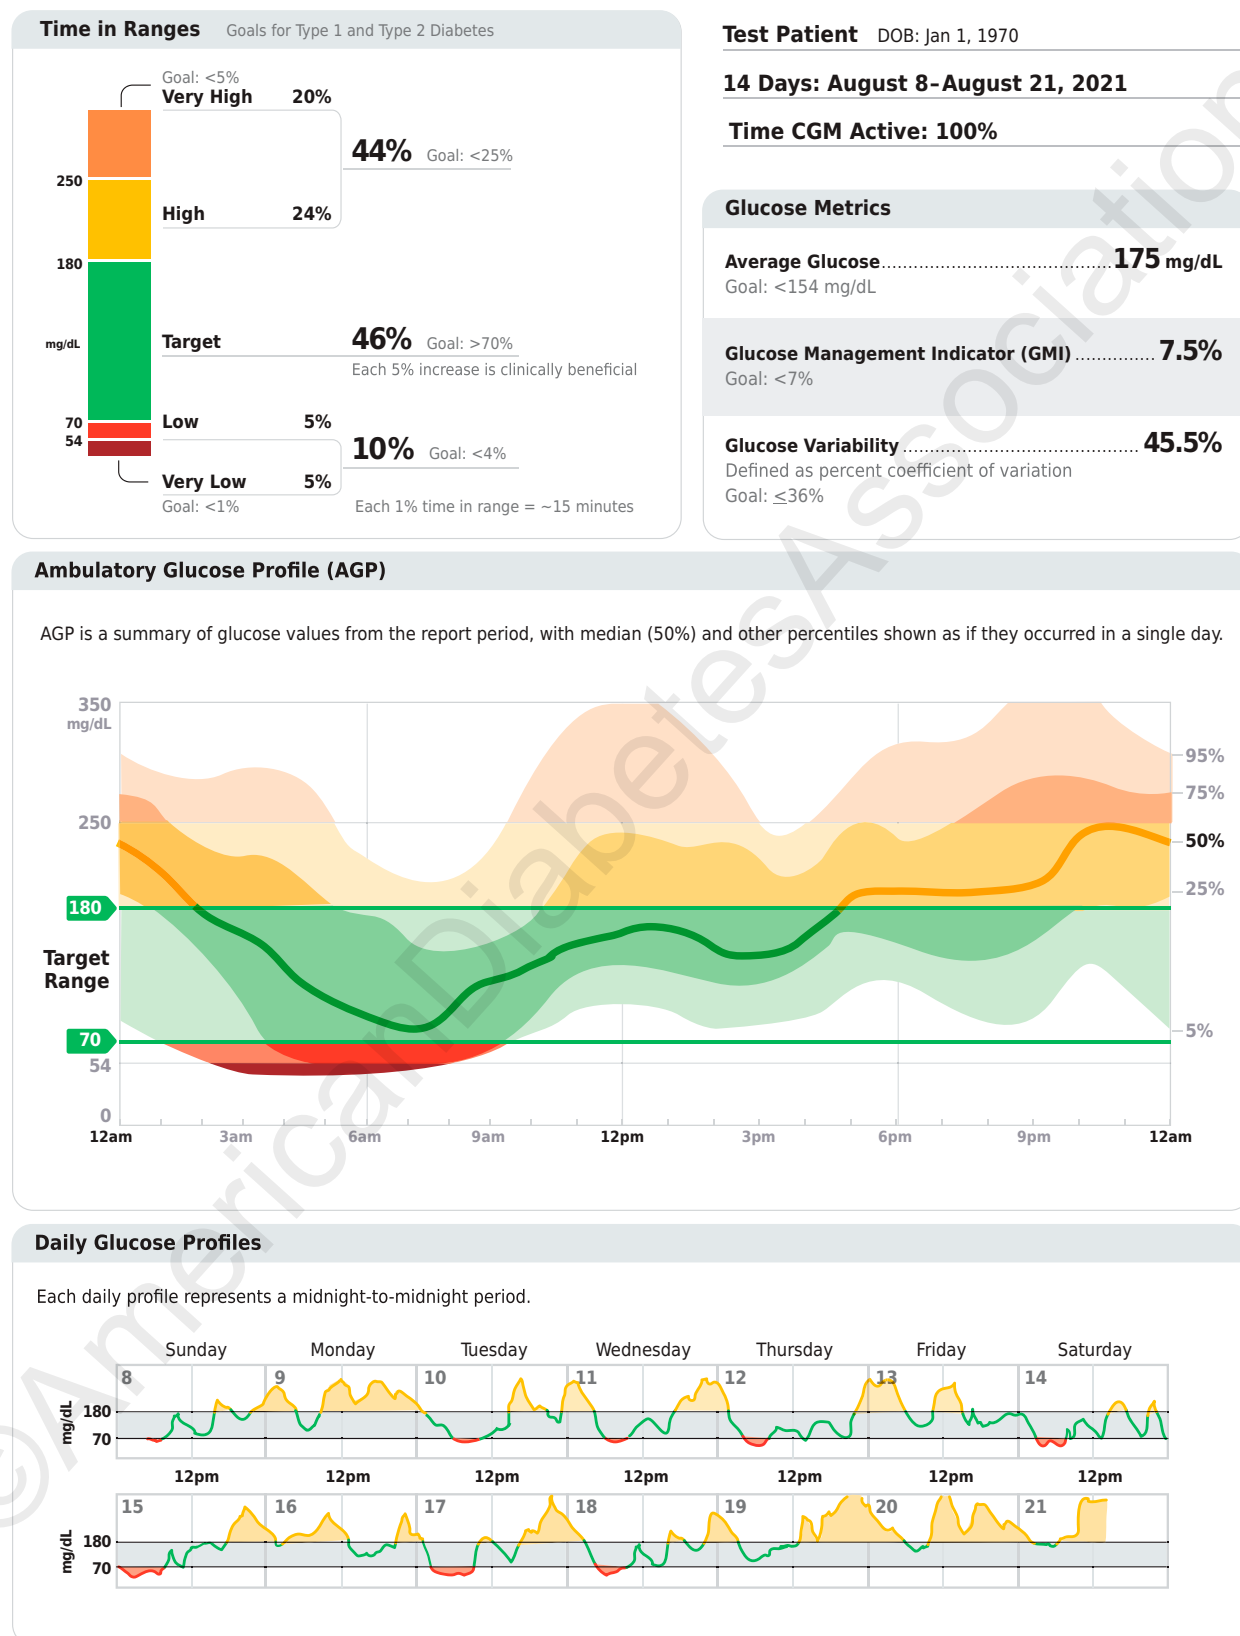 Time in Ranges Goals for Type 1 and Type 2 Diabetes
Goal: <5%
Very High 20%
44% Goal: <25%
250
High 24%
180
Target 46% Goal: >70%
mg/dL
Each 5% increase is clinically beneficial
70
Low 5%
54
10% Goal: <4%
Very Low 5%
Goal: <1%
Each 1% time in range = ~15 minutes
Test Patient DOB: Jan 1, 1970
14 Days: August 8–August 21, 2021
Time CGM Active: 100%
Glucose Metrics
Average Glucose........................................175 mg/dL
Goal: <154 mg/dL
Glucose Management Indicator (GMI)...............7.5%
Goal: <7%
Glucose Variability........................................45.5%
Defined as percent coefficient of variation
Goal: ≤36%
Ambulatory Glucose Profile (AGP)
AGP is a summary of glucose values from the report period, with median (50%) and other percentiles shown as if they occurred in a single day.
350
mg/dL
250
180
Target
Range
70
54
0
95%
75%
50%
25%
5%
12am 3am 6am 9am 12pm 3pm 6pm 9pm 12am
Daily Glucose Profiles
Each daily profile represents a midnight-to-midnight period.
Sunday Monday Tuesday Wednesday Thursday Friday Saturday
8 9 10 11 12 13 14
180
mg/dL
70
12pm 12pm 12pm 12pm 12pm 12pm 12pm
15 16 17 18 19 20 21
180
mg/dL
70
©AmericanDiabetesAssociation